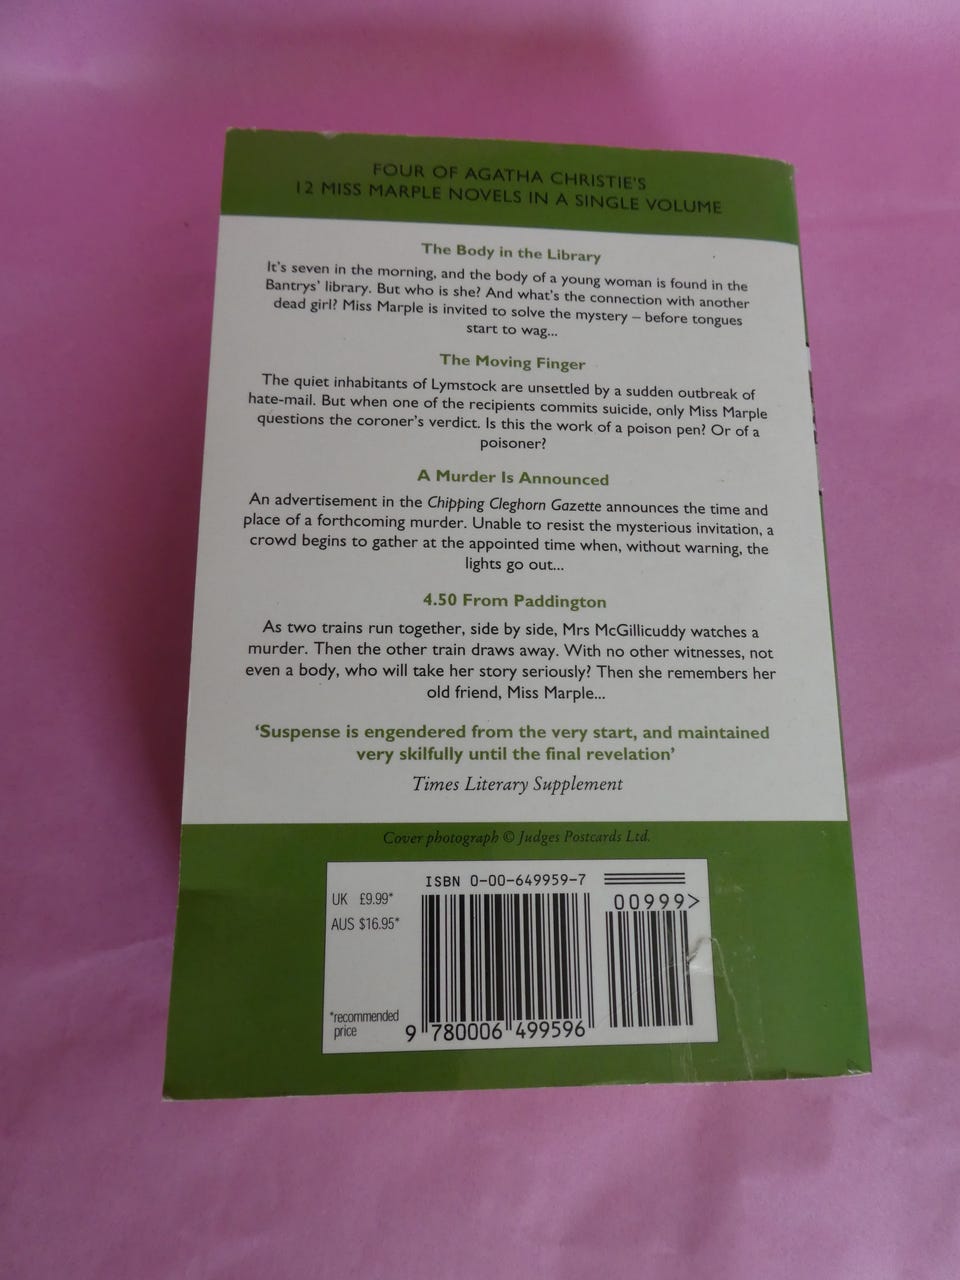 FOUR OF AGATHA CHRISTIE'S
12 MISS MARPLE NOVELS IN A SINGLE VOLUME
The Body in the Library
It's seven in the morning, and the body of a young woman is found in the
Bantrys' library. But who is she? And what's the connection with another
dead girl? Miss Marple is invited to solve the mystery – before tongues
start to wag...
The Moving Finger
The quiet inhabitants of Lymstock are unsettled by a sudden outbreak of
hate-mail. But when one of the recipients commits suicide, only Miss Marple
questions the coroner's verdict. Is this the work of a poison pen? Or of a
poisoner?
A Murder Is Announced
An advertisement in the Chipping Cleghorn Gazette announces the time and
place of a forthcoming murder. Unable to resist the mysterious invitation, a
crowd begins to gather at the appointed time when, without warning, the
lights go out...
4.50 From Paddington
As two trains run together, side by side, Mrs McGillicuddy watches a
murder. Then the other train draws away. With no other witnesses, not
even a body, who will take her story seriously? Then she remembers her
old friend, Miss Marple...
‘Suspense is engendered from the very start, and maintained
very skilfully until the final revelation’
Times Literary Supplement
Cover photograph © Judges Postcards Ltd.
ISBN 0-00-649959-7
UK £9.99*
AUS $16.95*
00999>
*recommended
price
9 780006 499596